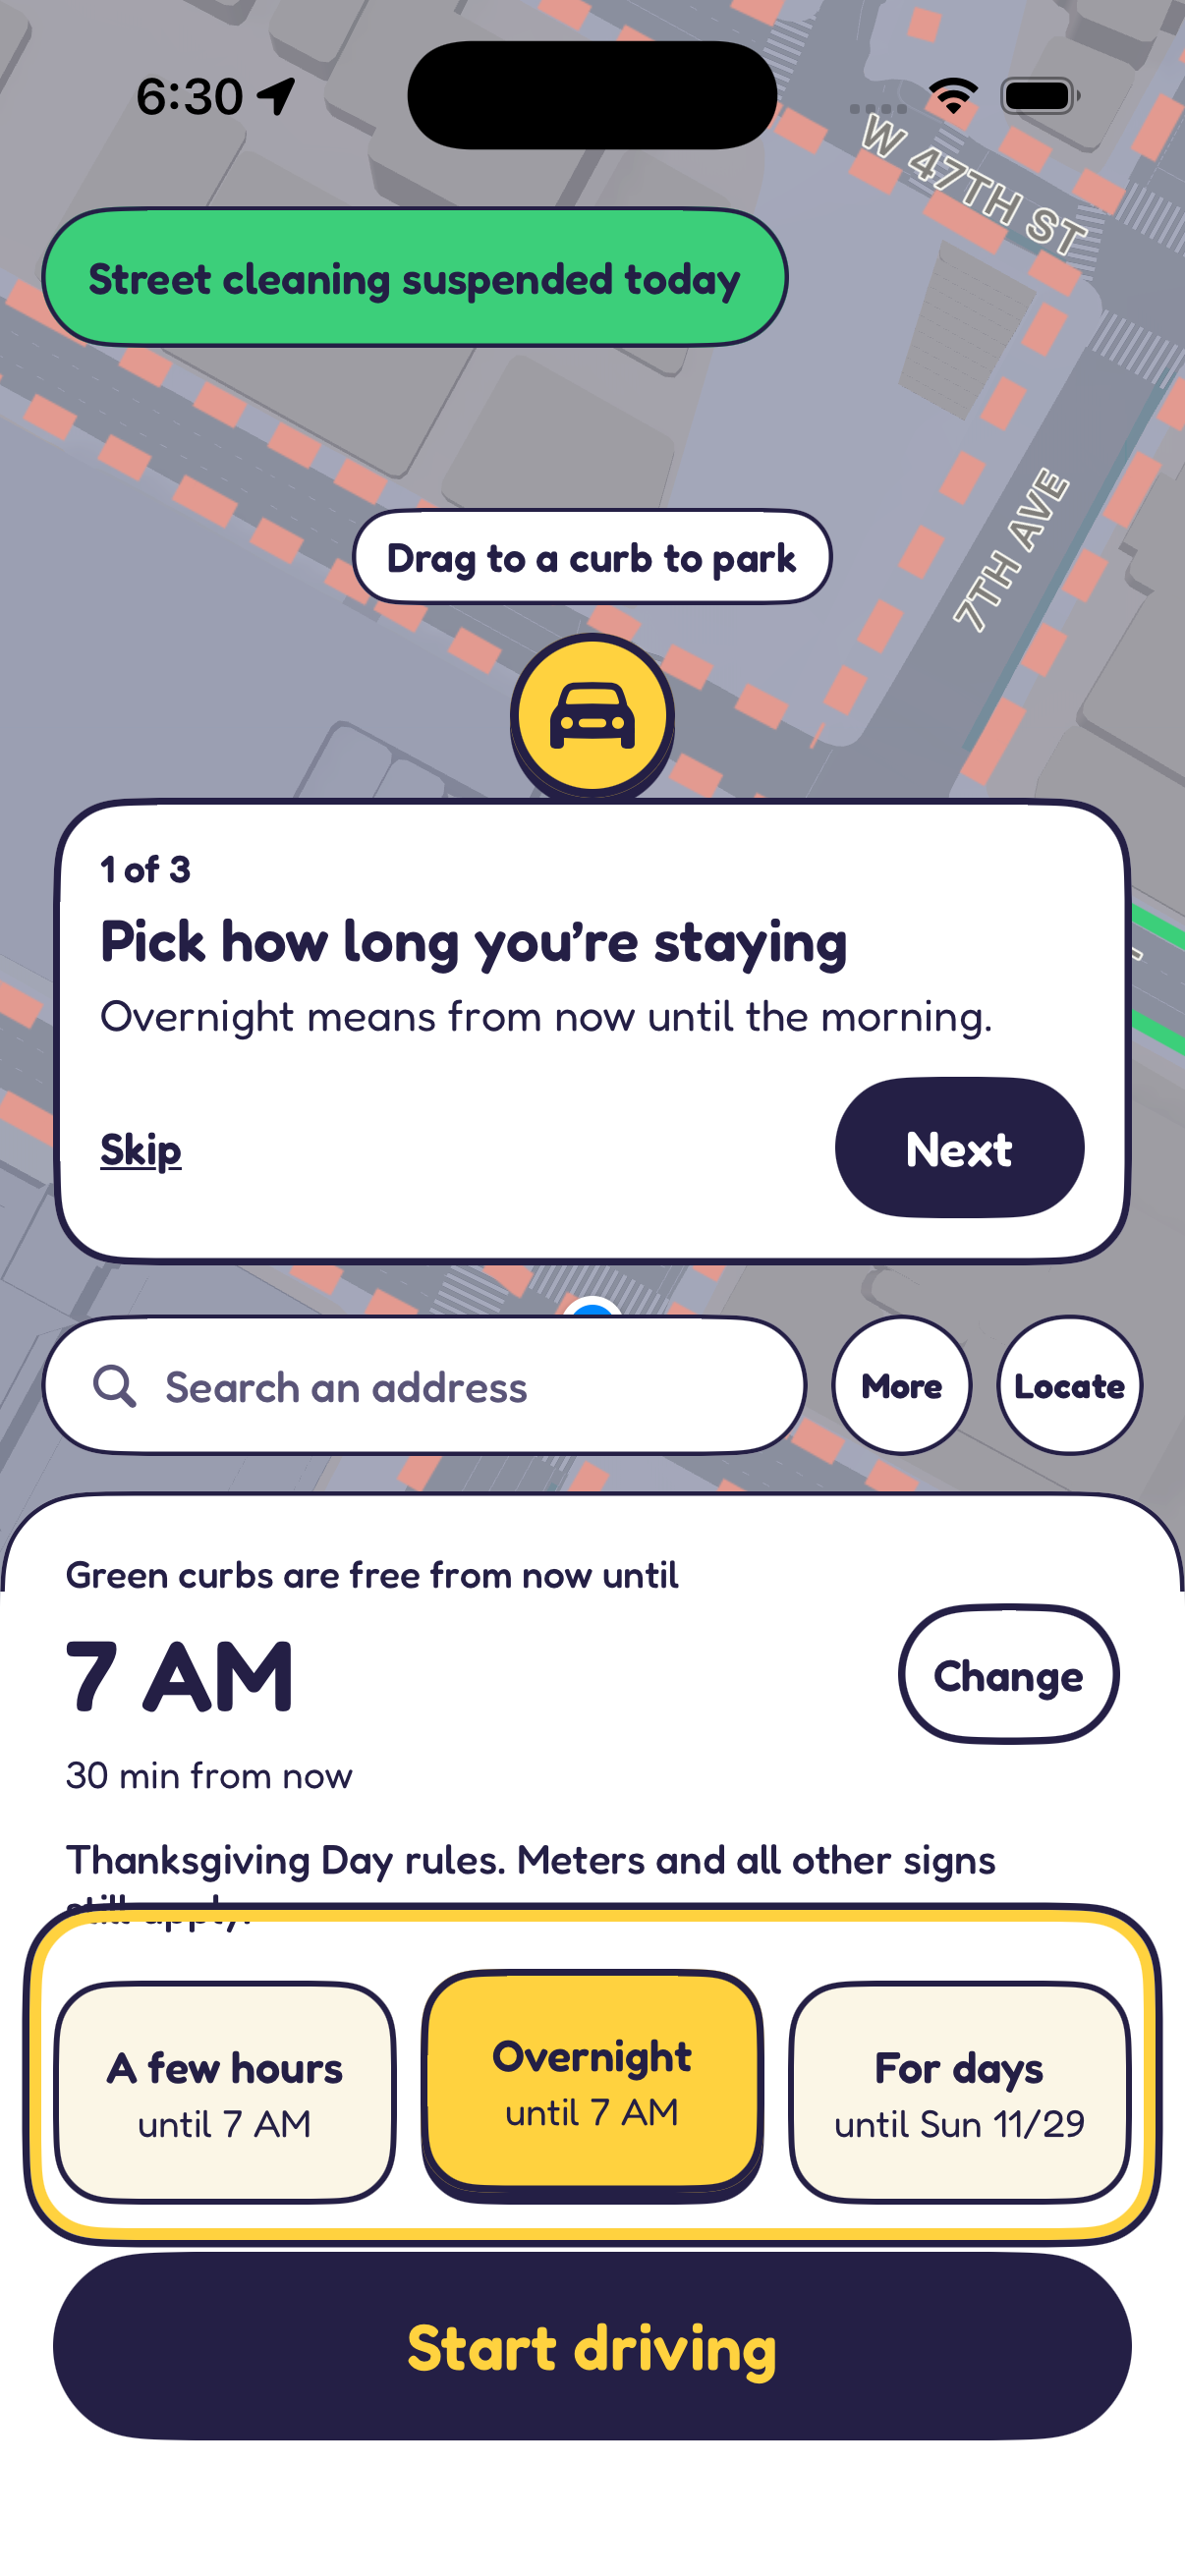 6:30
W 47TH ST
Street cleaning suspended today
7TH AVE
Drag to a curb to park
1 of 3
Pick how long you’re staying
Overnight means from now until the morning.
Skip
Next
Search an address
More
Locate
Green curbs are free from now until
7 AM
Change
30 min from now
Thanksgiving Day rules. Meters and all other signs
still apply.
A few hours
until 7 AM
Overnight
until 7 AM
For days
until Sun 11/29
Start driving